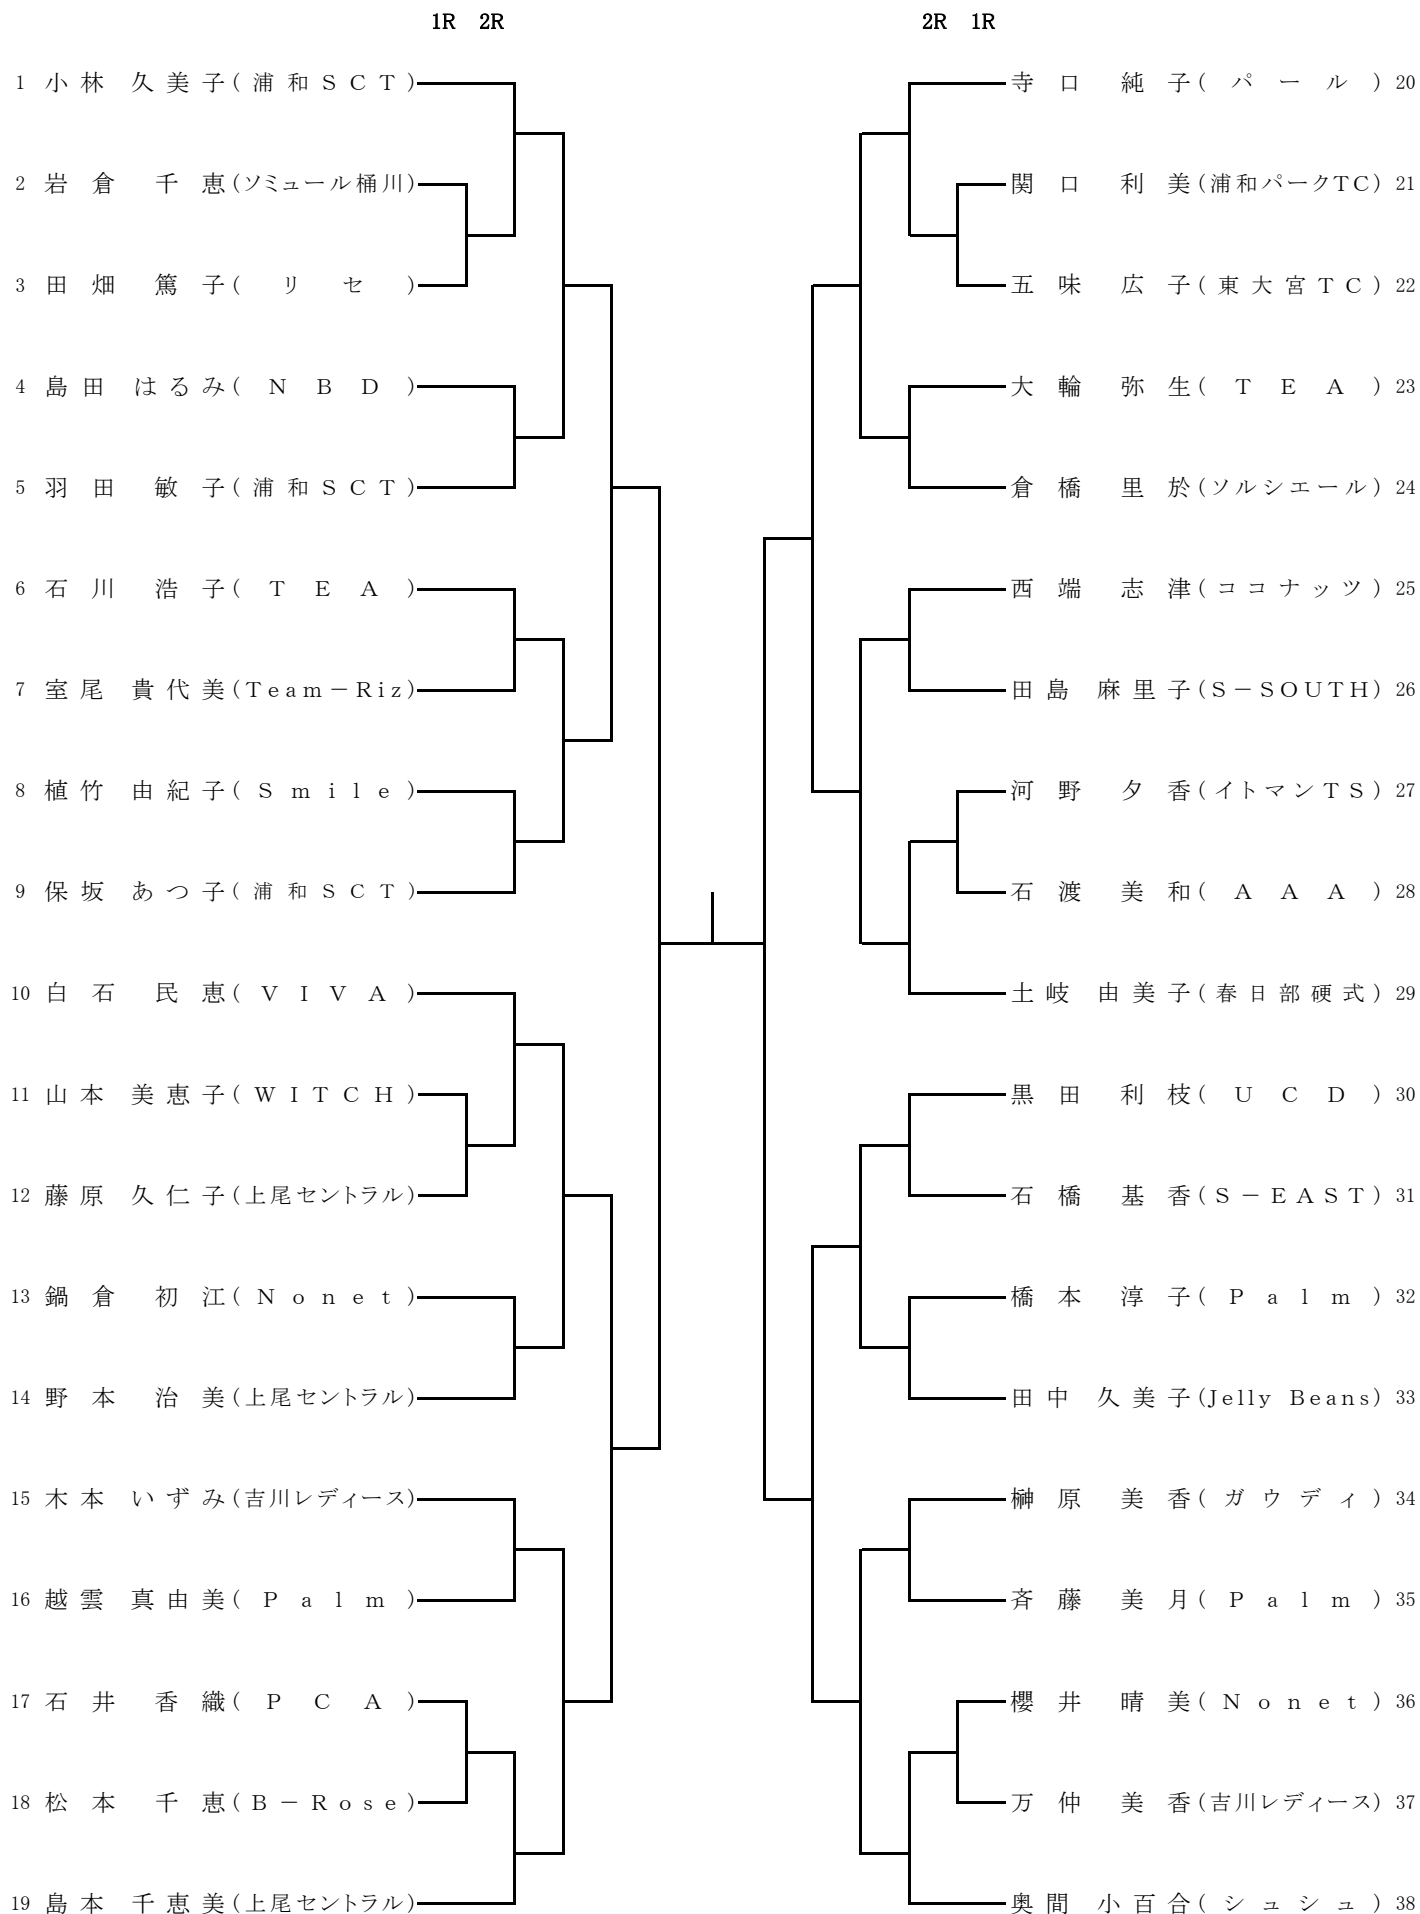 1R 2R
2R 1R
1 小林 久美子(浦和SCT)
2 岩倉 千恵(ソミュール桶川)
3 田畑 篤子(リセ)
4 島田 はるみ(NBD)
5 羽田 敏子(浦和SCT)
6 石川 浩子(TEA)
7 室尾 貴代美(Team－Riz)
8 植竹 由紀子(Smile)
9 保坂 あつ子(浦和SCT)
10 白石 民恵(VIVA)
11 山本 美恵子(WITCH)
12 藤原 久仁子(上尾セントラル)
13 鍋倉 初江(Nonet)
14 野本 治美(上尾セントラル)
15 木本 いずみ(吉川レディース)
16 越雲 真由美(Palm)
17 石井 香織(PCA)
18 松本 千恵(B－Rose)
19 島本 千恵美(上尾セントラル)
寺口 純子(パール) 20
関口 利美(浦和パークTC) 21
五味 広子(東大宮TC) 22
大輪 弥生(TEA) 23
倉橋 里於(ソルシエール) 24
西端 志津(ココナッツ) 25
田島 麻里子(S－SOUTH) 26
河野 夕香(イトマンTS) 27
石渡 美和(AAA) 28
土岐 由美子(春日部硬式) 29
黒田 利枝(UCD) 30
石橋 基香(S－EAST) 31
橋本 淳子(Palm) 32
田中 久美子(Jelly Beans) 33
榊原 美香(ガウディ) 34
斉藤 美月(Palm) 35
櫻井 晴美(Nonet) 36
万仲 美香(吉川レディース) 37
奥間 小百合(シュシュ) 38